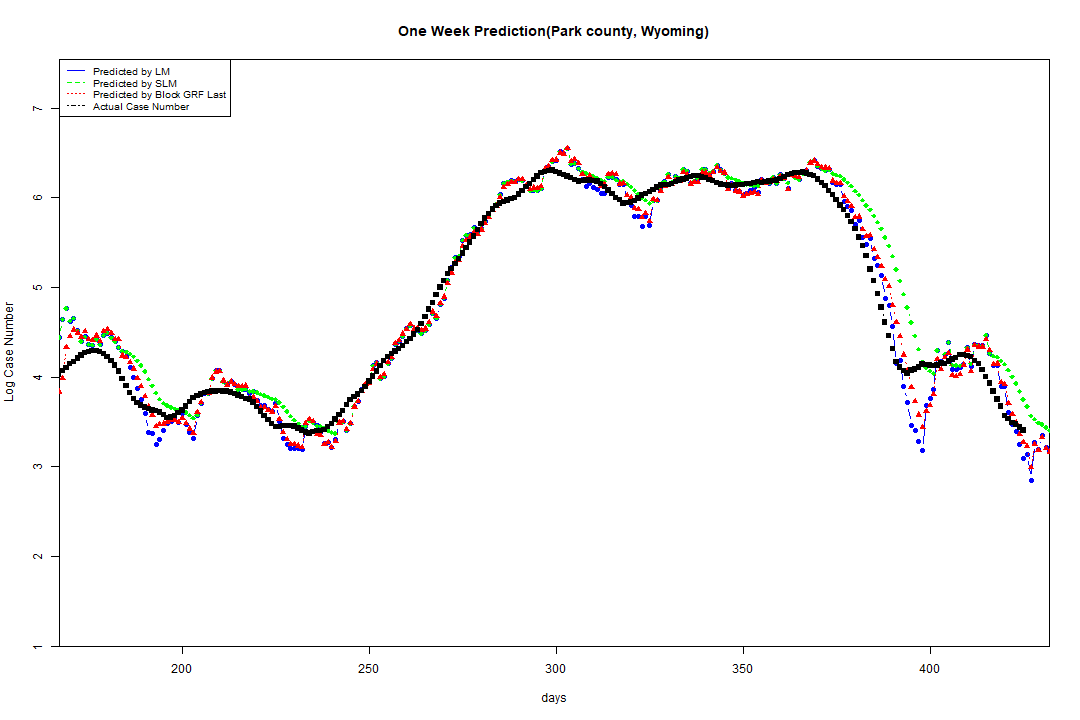 One Week Prediction(Park county, Wyoming)
Predicted by LM
Predicted by SLM
Predicted by Block GRF Last
Actual Case Number
7
6
5
4
3
2
1
Log Case Number
200 250 300 350 400
days